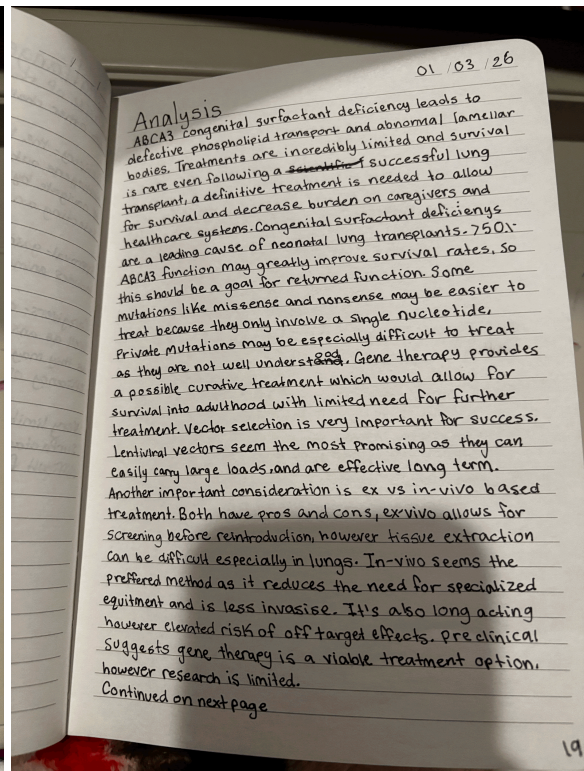 01 / 03 / 26
Analysis
ABCA3 congenital surfactant deficiency leads to
defective phospholipid transport and abnormal lamellar
bodies. Treatments are incredibly limited and survival
is rare even following a successful lung
transplant, a definitive treatment is needed to allow
for survival and decrease burden on caregivers and
healthcare systems. Congenital surfactant deficienys
are a leading cause of neonatal lung transplants. >50%
ABCA3 function may greatly improve survival rates, so
this should be a goal for returned function. Some
mutations like missense and nonsense may be easier to
treat because they only involve a single nucleotide,
Private mutations may be especially difficult to treat
as they are not well understood. Gene therapy provides
a possible curative treatment which would allow for
survival into adulthood with limited need for further
treatment. Vector selection is very important for success.
Lentiviral vectors seem the most promising as they can
easily carry large loads, and are effective long term.
Another important consideration is ex vs in-vivo based
treatment. Both have pros and cons, ex-vivo allows for
screening before reintroduction, however tissue extraction
can be difficult especially in lungs. In-vivo seems the
preffered method as it reduces the need for specialized
equitment and is less invasise. It's also long acting
however elevated risk of off target effects. Pre clinical
suggests gene therapy is a viable treatment option,
however research is limited.
Continued on next page
19